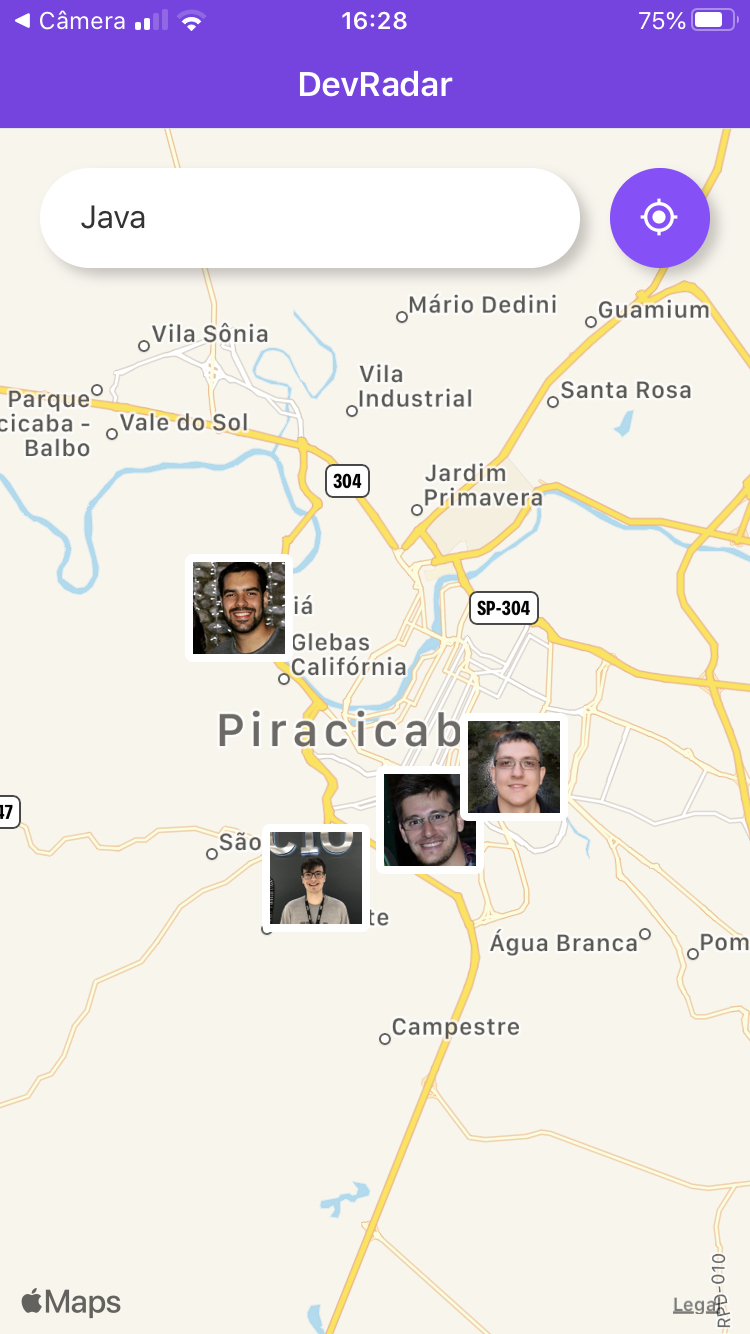 Câmera
16:28
75%
DevRadar
Java
Mário Dedini
Guamium
Vila Sônia
Vila
Industrial
Santa Rosa
Parque
cicaba -
Balbo
Vale do Sol
304
Jardim
Primavera
SP-304
iá
Glebas
Califórnia
Piracicab
47
São
te
Água Branca
Pom
Campestre
Maps
Legal
RPD-010